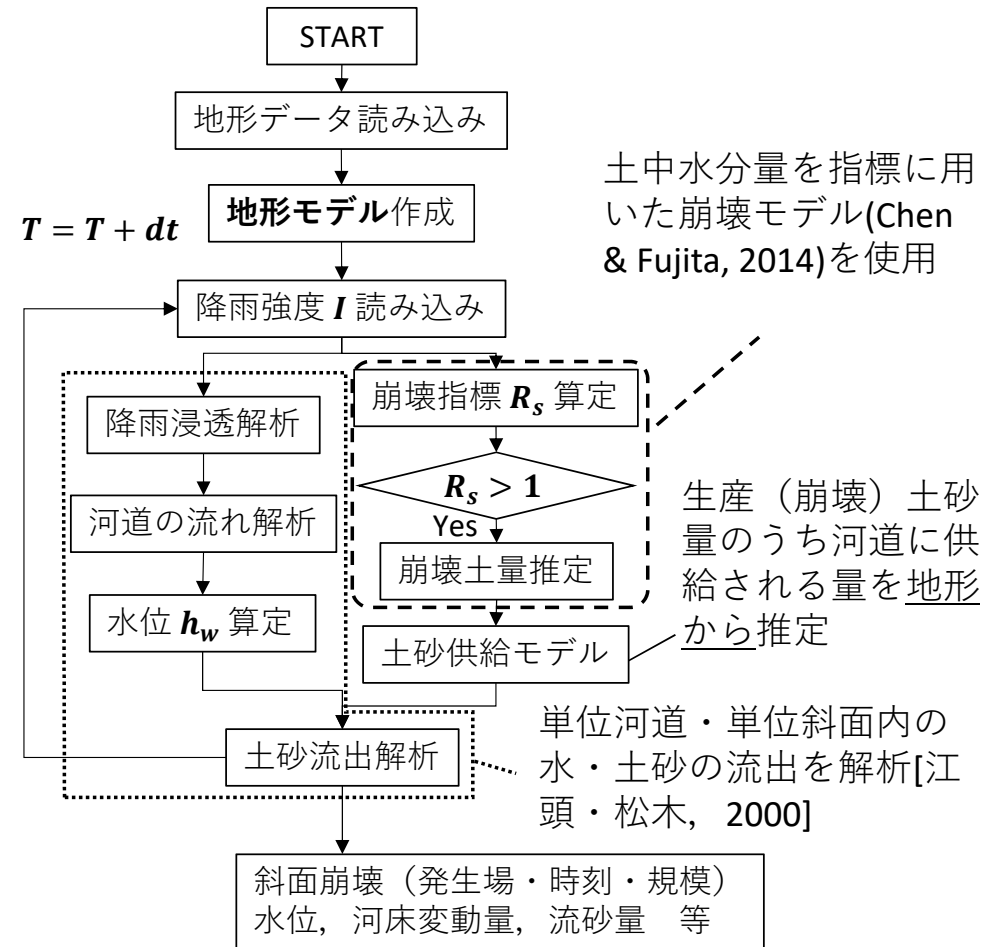 START
地形データ読み込み
地形モデル作成
T = T + dt
降雨強度 I 読み込み
土中水分量を指標に用
いた崩壊モデル(Chen
& Fujita, 2014)を使用
降雨浸透解析
河道の流れ解析
水位 h_w 算定
崩壊指標 R_s 算定
R_s > 1
Yes
崩壊土量推定
土砂供給モデル
生産（崩壊）土砂
量のうち河道に供
給される量を地形
から推定
土砂流出解析
単位河道・単位斜面内の
水・土砂の流出を解析[江
頭・松木, 2000]
斜面崩壊（発生場・時刻・規模）
水位，河床変動量，流砂量　等